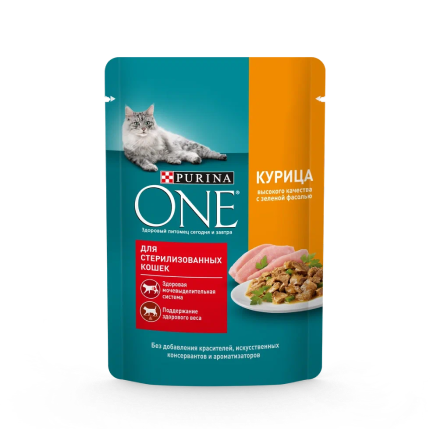 PURINA
ONE®
Здоровый питомец сегодня и завтра
КУРИЦА
высокого качества
с зеленой фасолью
ДЛЯ
СТЕРИЛИЗОВАННЫХ
КОШЕК
Здоровая
мочевыделительная
система
Поддержание
здорового веса
Без добавления красителей, искусственных
консервантов и ароматизаторов